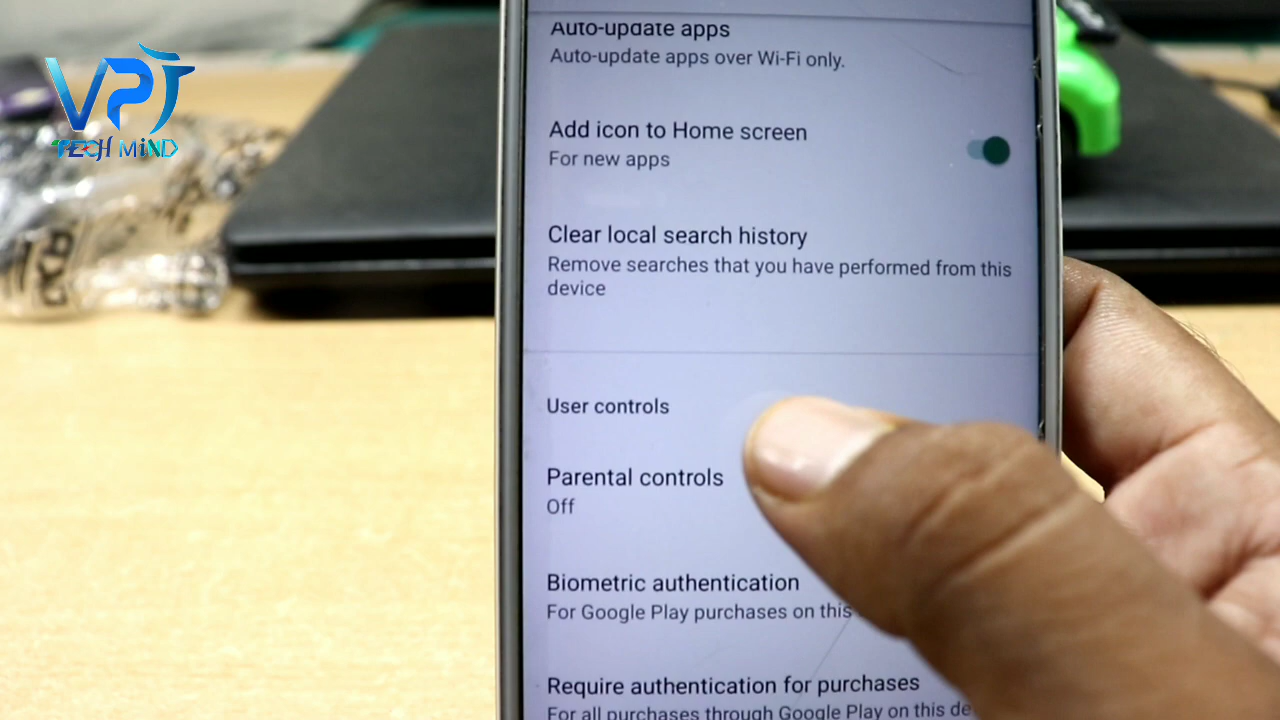 VPT
TECH MiND
Auto-update apps
Auto-update apps over Wi-Fi only.
Add icon to Home screen
For new apps
Clear local search history
Remove searches that you have performed from this
device
User controls
Parental controls
Off
Biometric authentication
For Google Play purchases on this
Require authentication for purchases
For all purchases through Google Play on this de